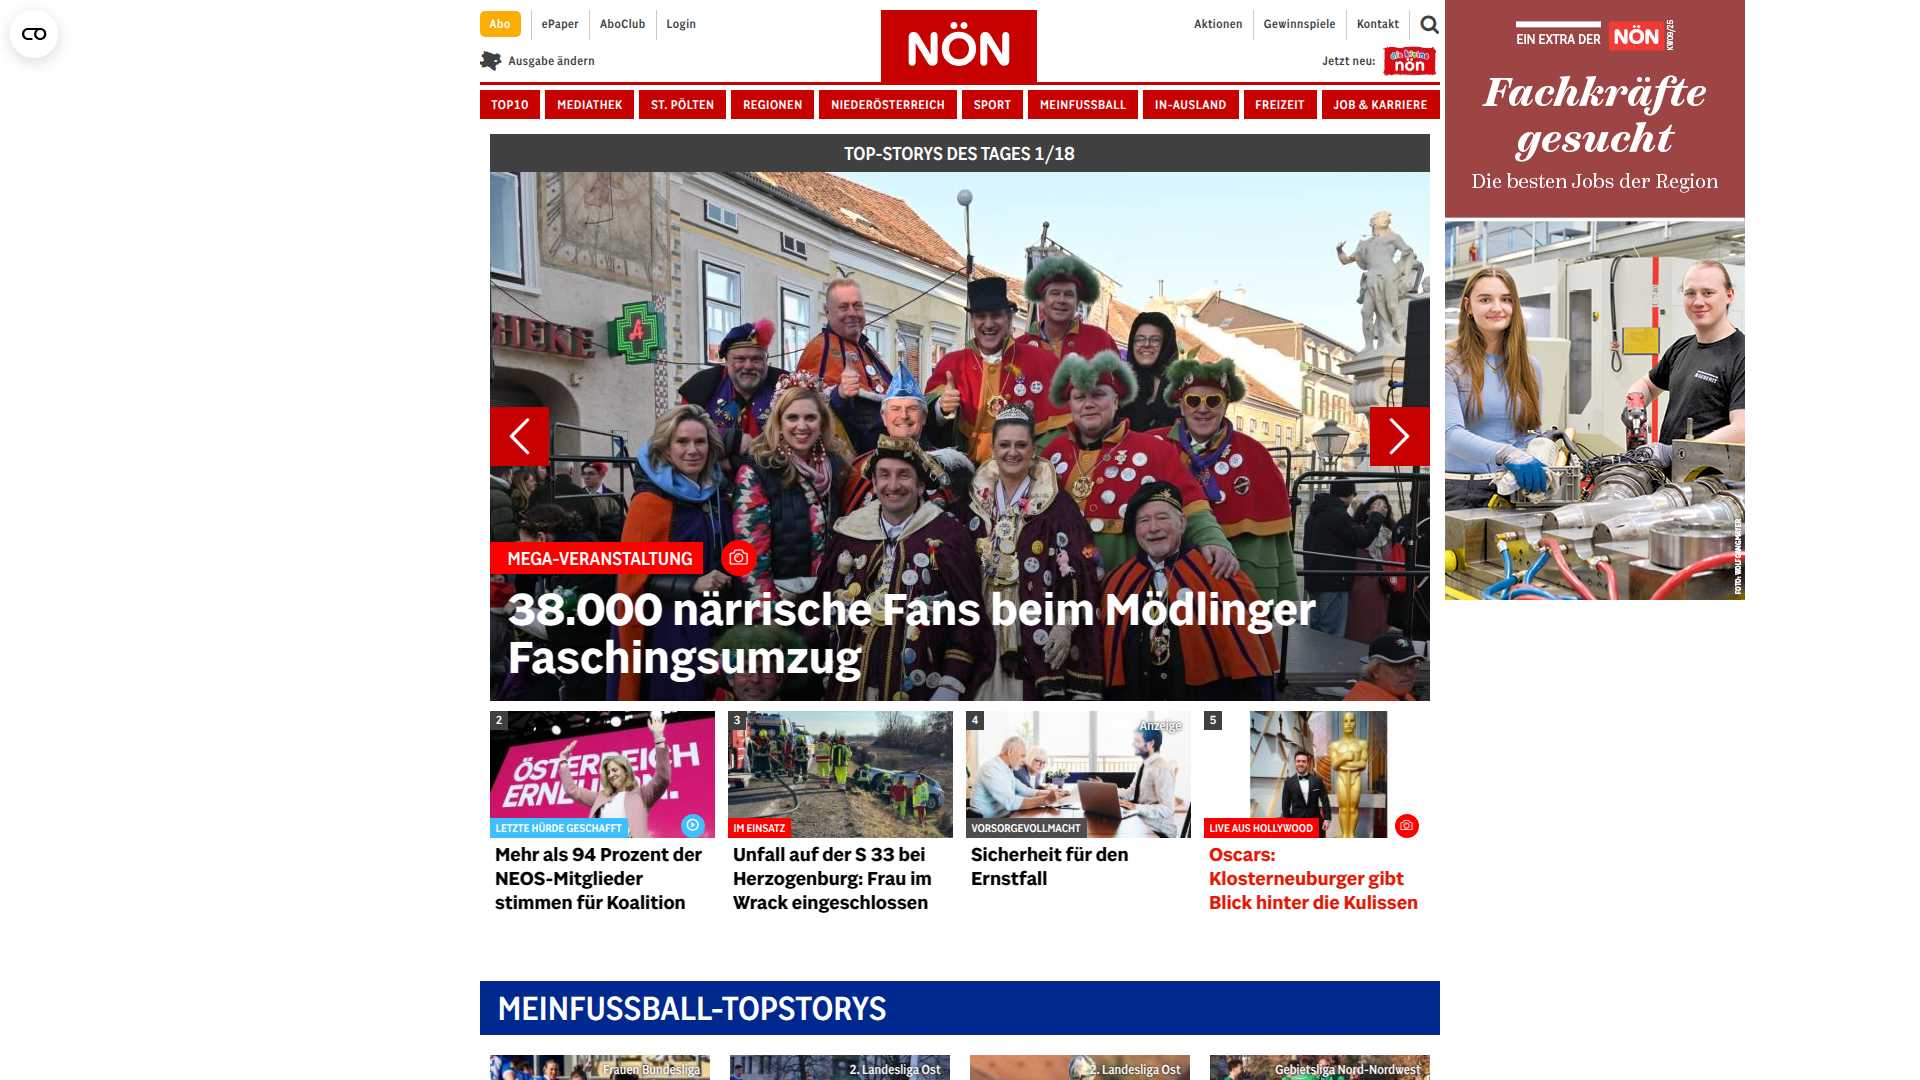 Abo
ePaper
AboClub
Login
Aktionen
Gewinnspiele
Kontakt
Ausgabe ändern
NÖN
Jetzt neu:
die kleine
nön
TOP10
MEDIATHEK
ST. PÖLTEN
REGIONEN
NIEDERÖSTERREICH
SPORT
MEINFUSSBALL
IN-AUSLAND
FREIZEIT
JOB & KARRIERE
EIN EXTRA DER
NÖN
KW09/25
Fachkräfte
gesucht
Die besten Jobs der Region
FOTO: WOLFGANG MAYER
TOP-STORYS DES TAGES 1/18
MEGA-VERANSTALTUNG
38.000 närrische Fans beim Mödlinger
Faschingsumzug
2
ÖSTERREICH
LETZTE HÜRDE GESCHAFFT
Mehr als 94 Prozent der
NEOS-Mitglieder
stimmen für Koalition
3
IM EINSATZ
Unfall auf der S 33 bei
Herzogenburg: Frau im
Wrack eingeschlossen
4
Anzeige
VORSORGEVOLLMACHT
Sicherheit für den
Ernstfall
5
LIVE AUS HOLLYWOOD
Oscars:
Klosterneuburger gibt
Blick hinter die Kulissen
MEINFUSSBALL-TOPSTORYS
Frauen Bundesliga
2. Landesliga Ost
2. Landesliga Ost
Gebietsliga Nord-Nordwest